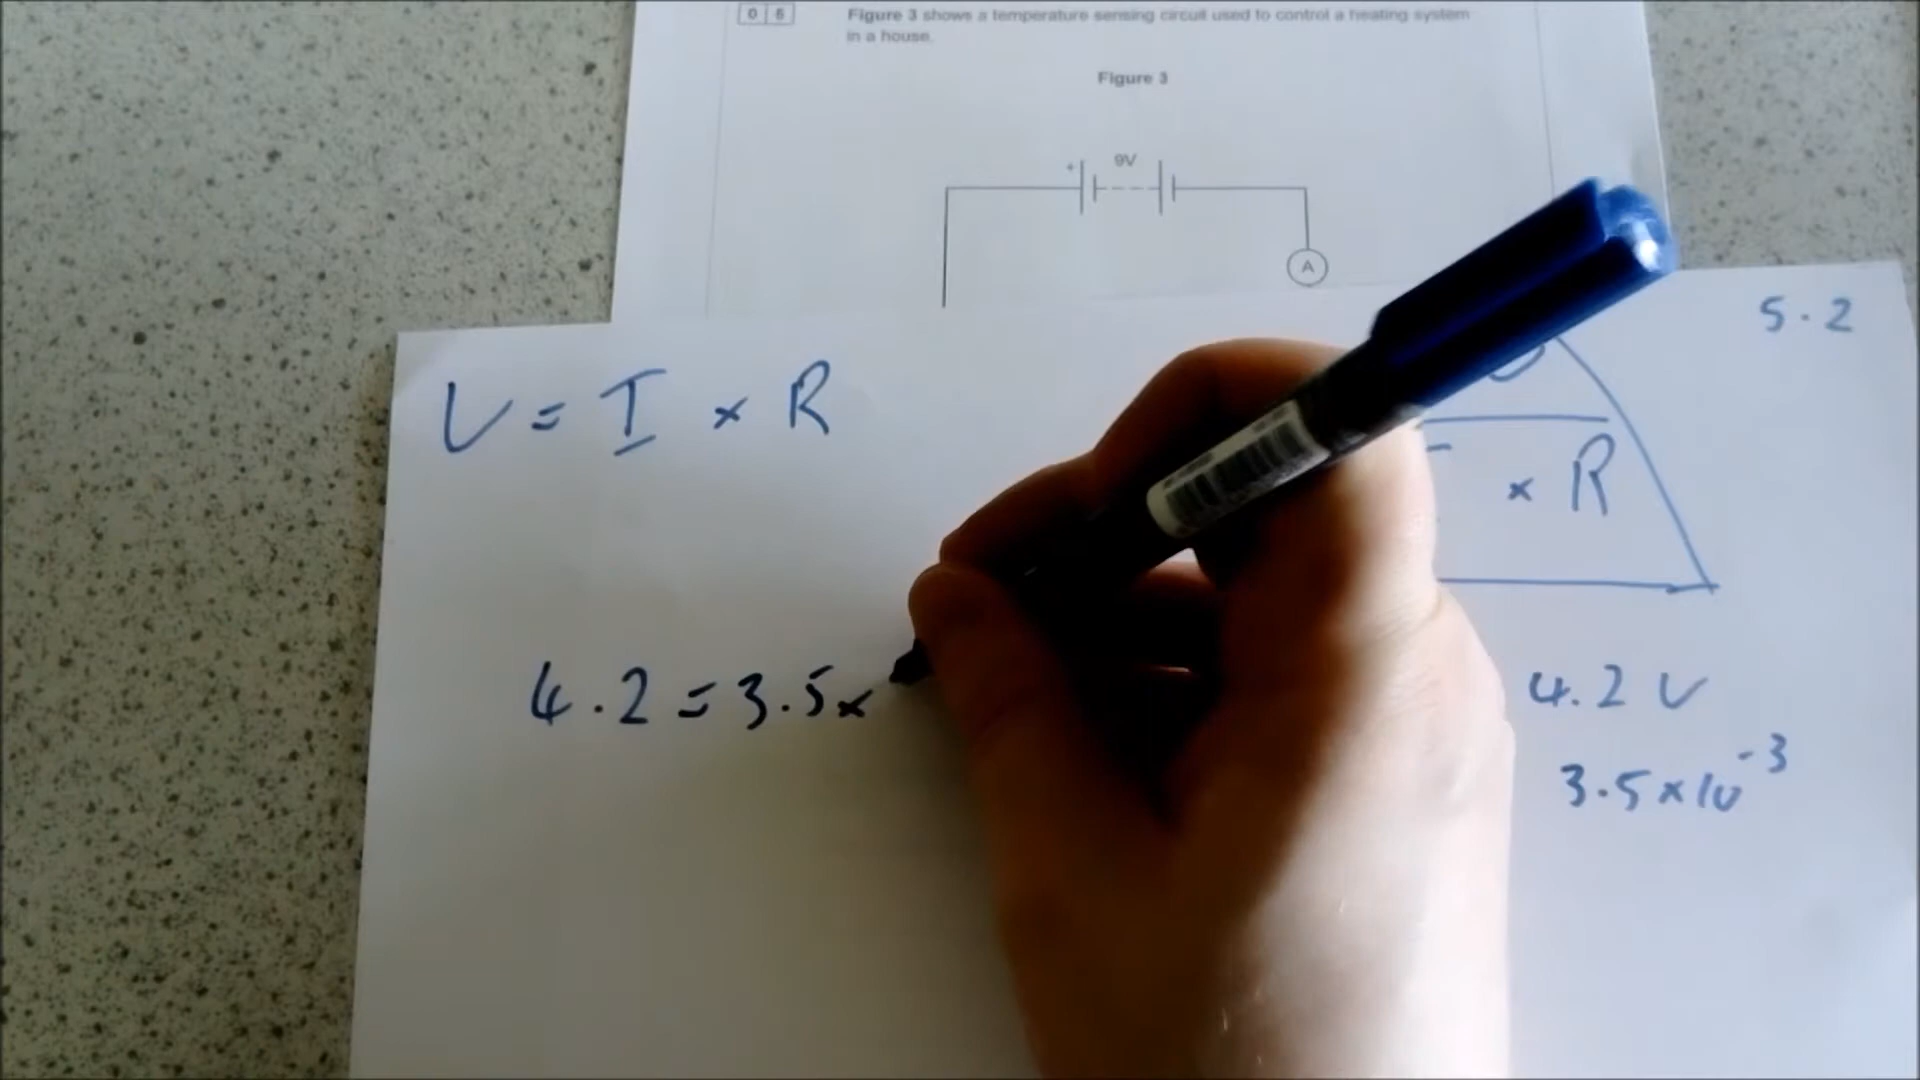 0 6
Figure 3 shows a temperature sensing circuit used to control a heating system
in a house.
Figure 3
+
9V
A
5.2
V = I × R
× R
4.2 = 3.5×
4.2 V
3.5×10⁻³